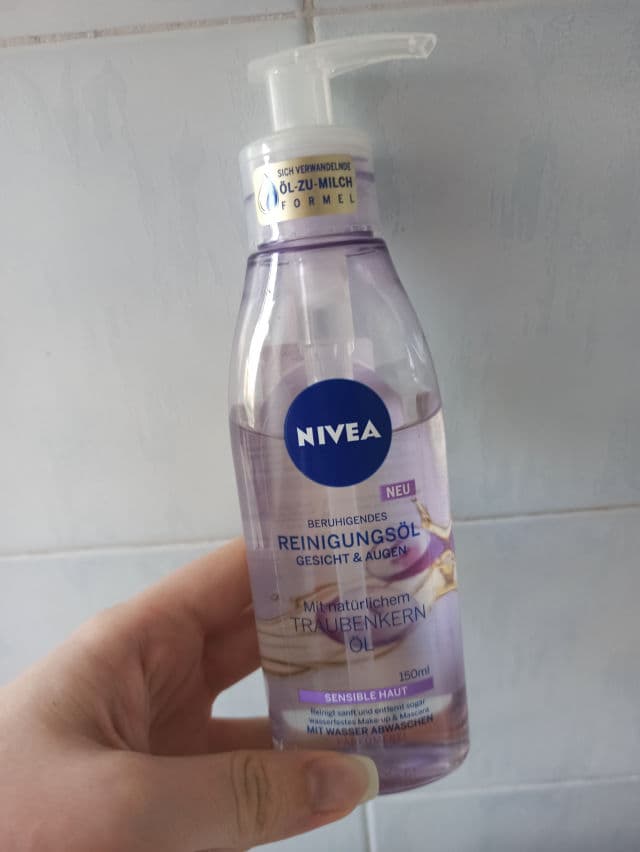 SICH VERWANDELNDE
ÖL-ZU-MILCH
FORMEL
NIVEA
NEU
BERUHIGENDES
REINIGUNGSÖL
GESICHT & AUGEN
Mit natürlichem
TRAUBENKERN
ÖL
150ml
SENSIBLE HAUT
Reinigt sanft und entfernt sogar
wasserfestes Make-up & Mascara
MIT WASSER ABWASCHEN